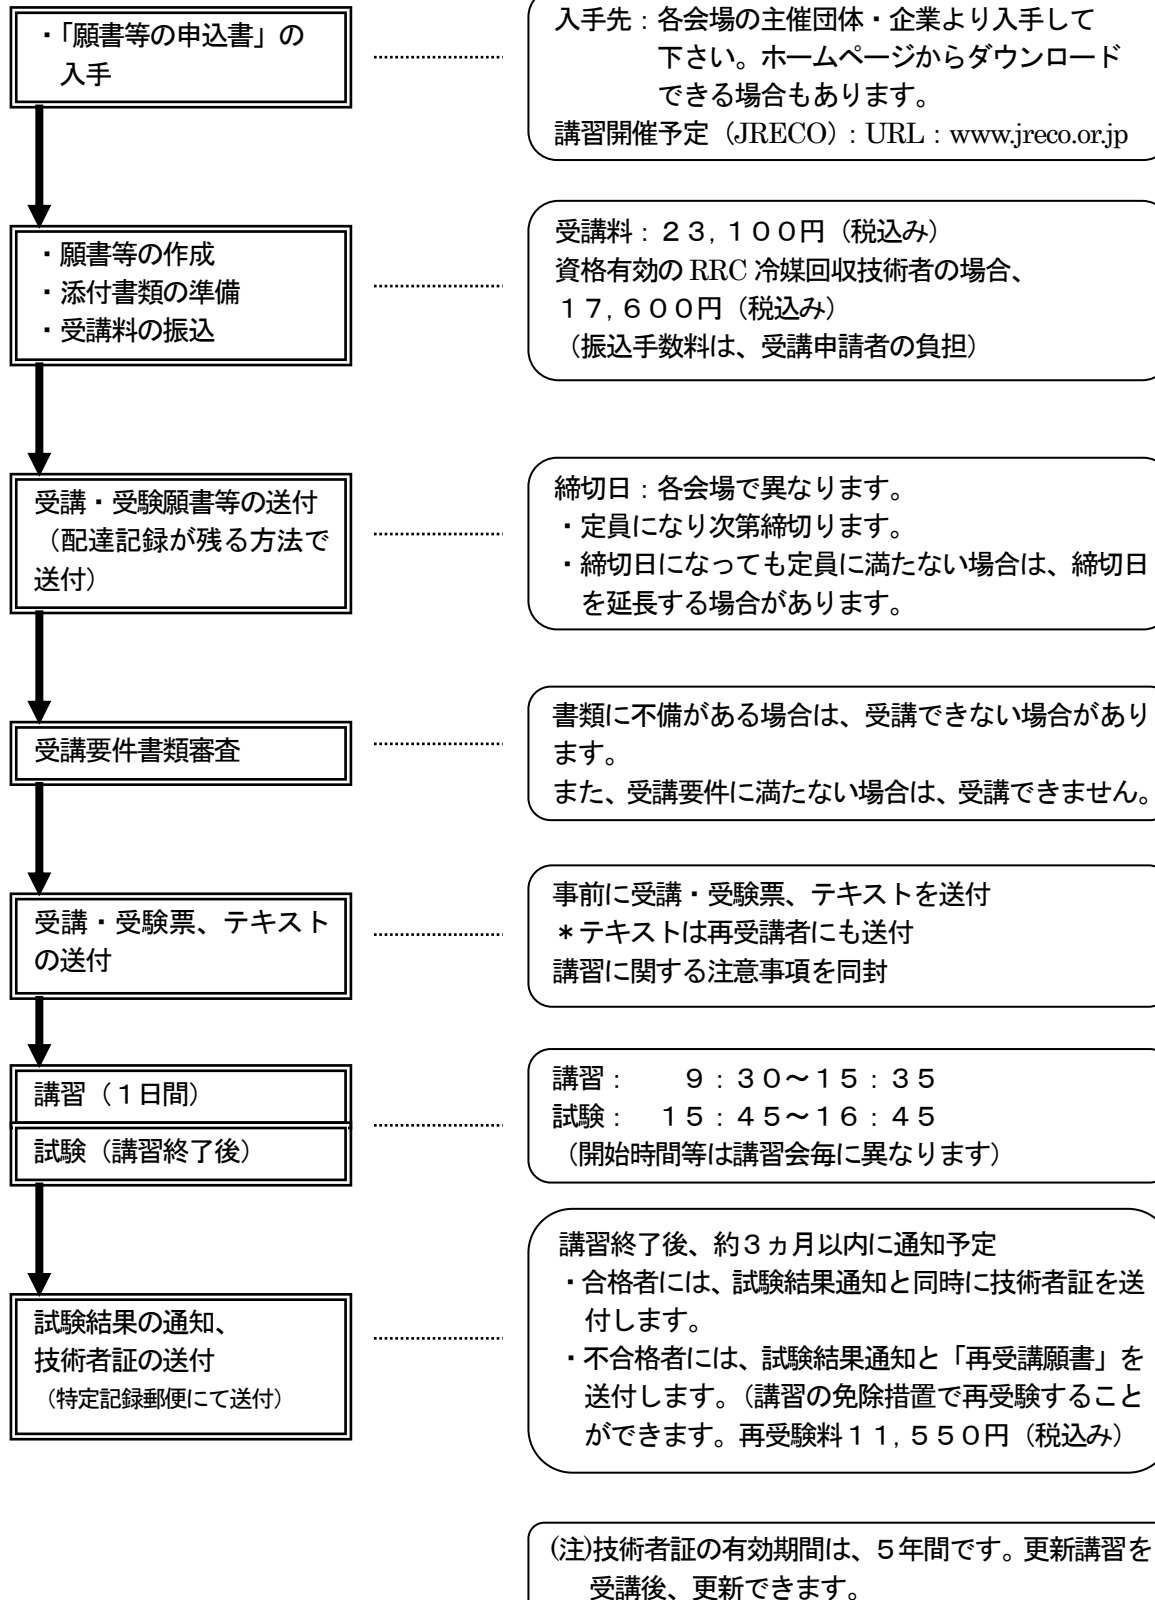 ・「願書等の申込書」の
入手
入手先：各会場の主催団体・企業より入手して
下さい。ホームページからダウンロード
できる場合もあります。
講習開催予定（JRECO）：URL：www.jreco.or.jp
・願書等の作成
・添付書類の準備
・受講料の振込
受講料：２３，１００円（税込み）
資格有効の RRC 冷媒回収技術者の場合、
１７，６００円（税込み）
（振込手数料は、受講申請者の負担）
受講・受験願書等の送付
（配達記録が残る方法で
送付）
締切日：各会場で異なります。
・定員になり次第締切ります。
・締切日になっても定員に満たない場合は、締切日
を延長する場合があります。
受講要件書類審査
書類に不備がある場合は、受講できない場合があり
ます。
また、受講要件に満たない場合は、受講できません。
受講・受験票、テキスト
の送付
事前に受講・受験票、テキストを送付
＊テキストは再受講者にも送付
講習に関する注意事項を同封
講習（１日間）
試験（講習終了後）
講習： ９：３０～１５：３５
試験： １５：４５～１６：４５
（開始時間等は講習会毎に異なります）
試験結果の通知、
技術者証の送付
（特定記録郵便にて送付）
講習終了後、約３ヵ月以内に通知予定
・合格者には、試験結果通知と同時に技術者証を送
付します。
・不合格者には、試験結果通知と「再受講願書」を
送付します。（講習の免除措置で再受験すること
ができます。再受験料１１，５５０円（税込み）
(注)技術者証の有効期間は、５年間です。更新講習を
受講後、更新できます。